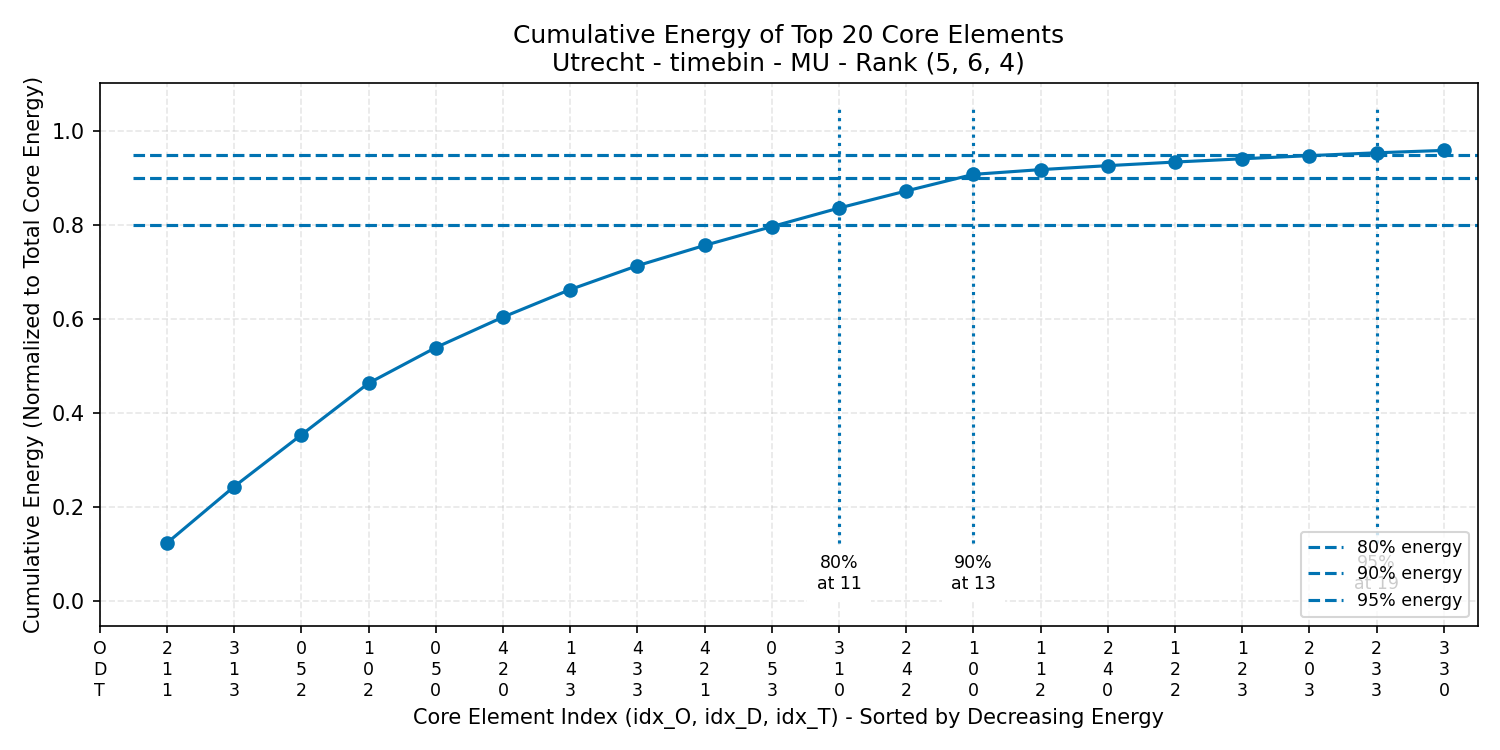 Cumulative Energy of Top 20 Core Elements
Utrecht - timebin - MU - Rank (5, 6, 4)
Cumulative Energy (Normalized to Total Core Energy)
1.0
0.8
0.6
0.4
0.2
0.0
80%
at 11
90%
at 13
95%
at 19
80% energy
90% energy
95% energy
O 2 3 0 1 0 4 1 4 4 0 3 2 1 1 2 1 1 2 2 3
D 1 1 5 0 5 2 4 3 2 5 1 4 0 1 4 2 2 0 3 3
T 1 3 2 2 0 0 3 3 1 3 0 2 0 2 0 2 3 3 3 0
Core Element Index (idx_O, idx_D, idx_T) - Sorted by Decreasing Energy